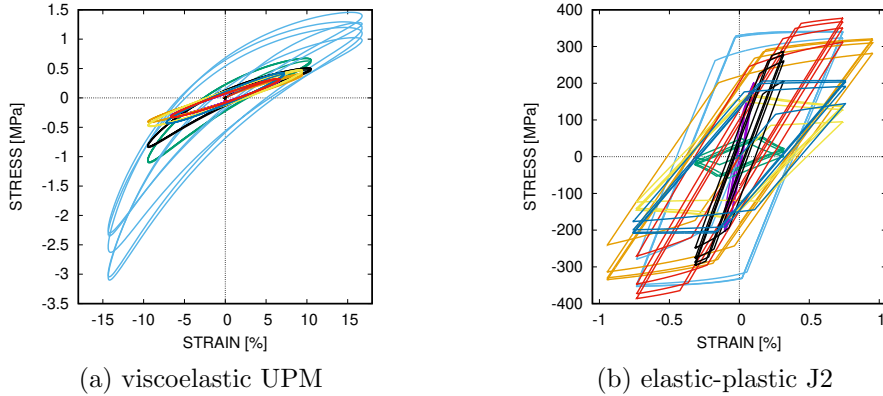 1.5
1
0.5
0
-0.5
-1
-1.5
-2
-2.5
-3
-3.5
STRESS [MPa]
-15 -10 -5 0 5 10 15
STRAIN [%]
(a) viscoelastic UPM
400
300
200
100
0
-100
-200
-300
-400
STRESS [MPa]
-1 -0.5 0 0.5 1
STRAIN [%]
(b) elastic-plastic J2